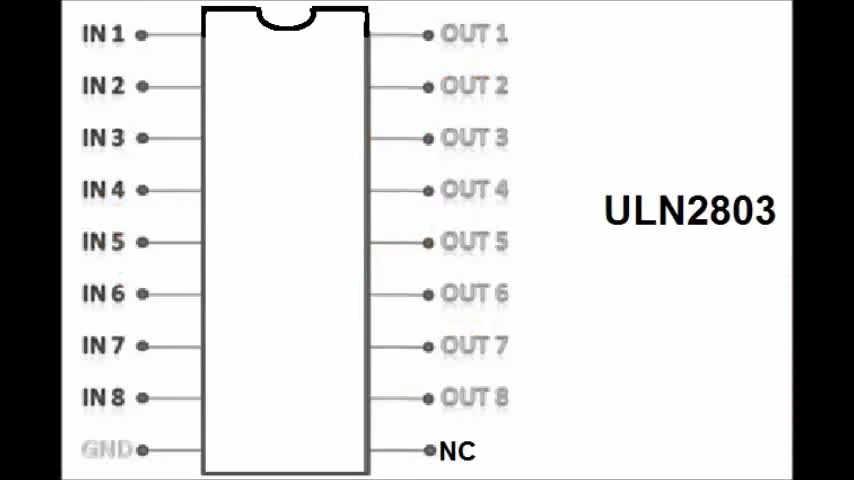 IN 1 OUT 1
IN 2 OUT 2
IN 3 OUT 3
IN 4 OUT 4
ULN2803
IN 5 OUT 5
IN 6 OUT 6
IN 7 OUT 7
IN 8 OUT 8
GND NC